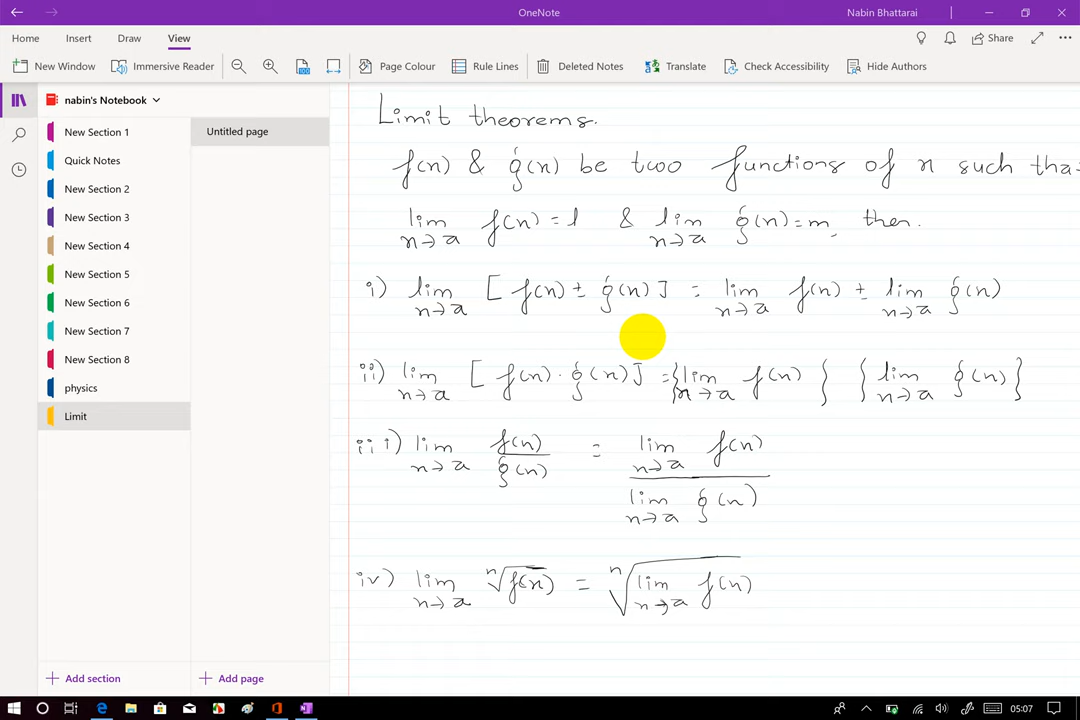 OneNote
Nabin Bhattarai
Home Insert Draw View
Share
New Window Immersive Reader Page Colour Rule Lines Deleted Notes Translate Check Accessibility Hide Authors
nabin's Notebook
New Section 1
Quick Notes
New Section 2
New Section 3
New Section 4
New Section 5
New Section 6
New Section 7
New Section 8
physics
Limit
Add section
Untitled page
Add page
Limit theorems.
f(x) & g(x) be two functions of x such tha
lim x→a f(x) = l & lim x→a g(x) = m, then.
i) lim x→a [f(x) ± g(x)] = lim x→a f(x) ± lim x→a g(x)
ii) lim x→a [f(x) · g(x)] = {lim x→a f(x)} {lim x→a g(x)}
iii) lim x→a f(x)/g(x) = lim x→a f(x) / lim x→a g(x)
iv) lim x→a ⁿ√f(x) = ⁿ√lim x→a f(x)
05:07